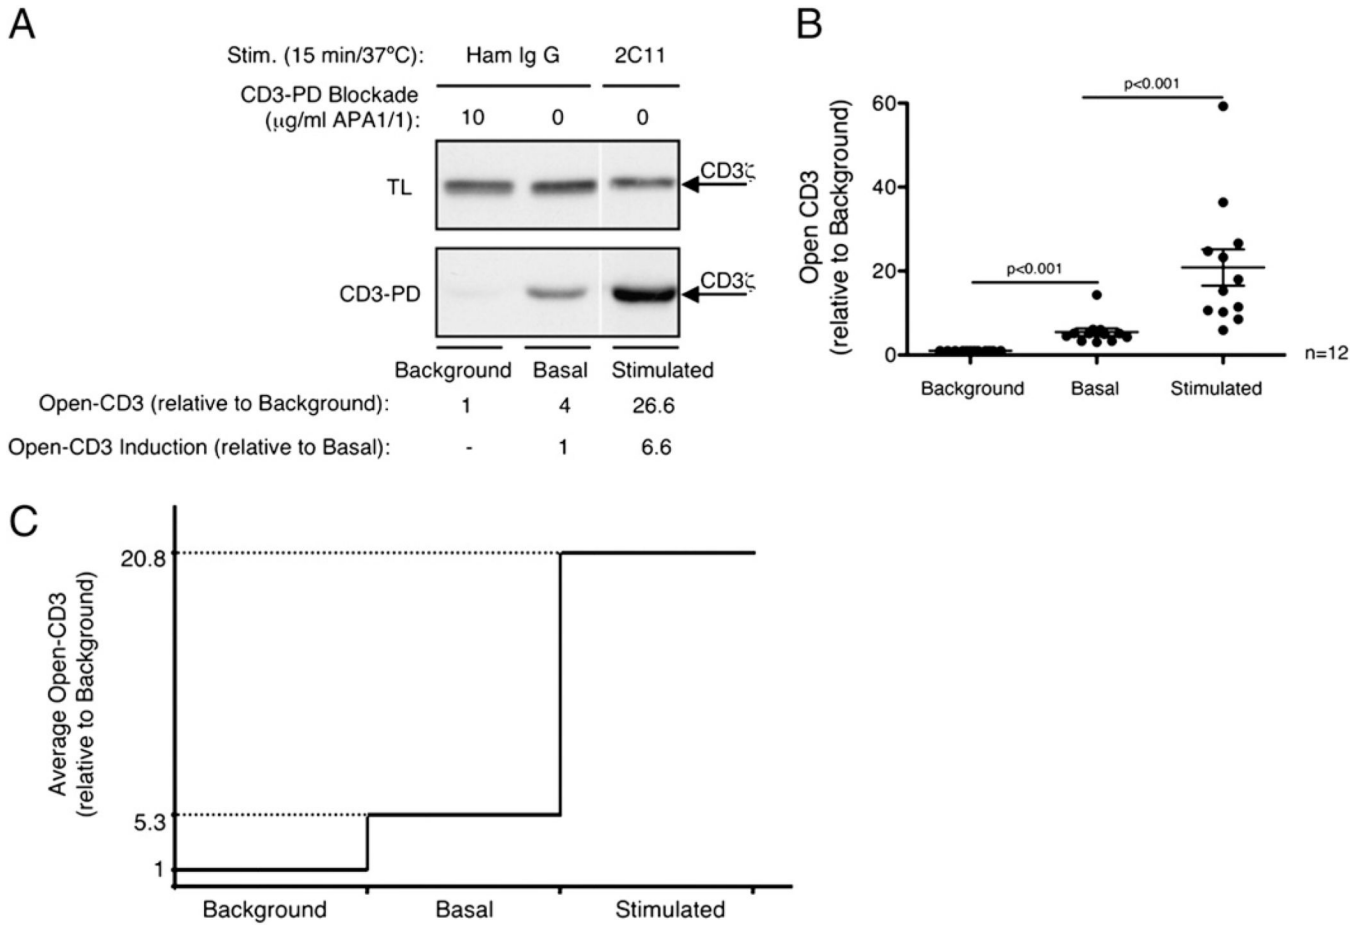 A
Stim. (15 min/37ºC): Ham Ig G 2C11
CD3-PD Blockade
(μg/ml APA1/1): 10 0 0
TL CD3ζ
CD3-PD CD3ζ
Background Basal Stimulated
Open-CD3 (relative to Background): 1 4 26.6
Open-CD3 Induction (relative to Basal): - 1 6.6
B
Open CD3
(relative to Background)
60
40
20
0
p<0.001
p<0.001
n=12
Background Basal Stimulated
C
Average Open-CD3
(relative to Background)
20.8
5.3
1
Background Basal Stimulated